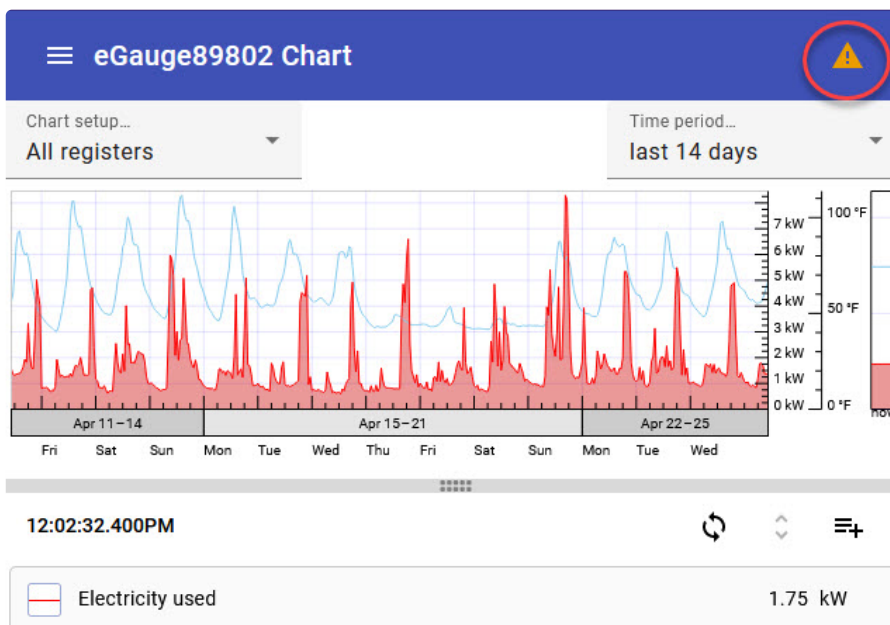 eGauge89802 Chart
Chart setup...
All registers
Time period...
last 14 days
7 kW
6 kW
5 kW
4 kW
3 kW
2 kW
1 kW
0 kW
100 °F
50 °F
0 °F
Apr 11–14
Apr 15–21
Apr 22–25
Fri Sat Sun Mon Tue Wed Thu Fri Sat Sun Mon Tue Wed
12:02:32.400PM
Electricity used 1.75 kW